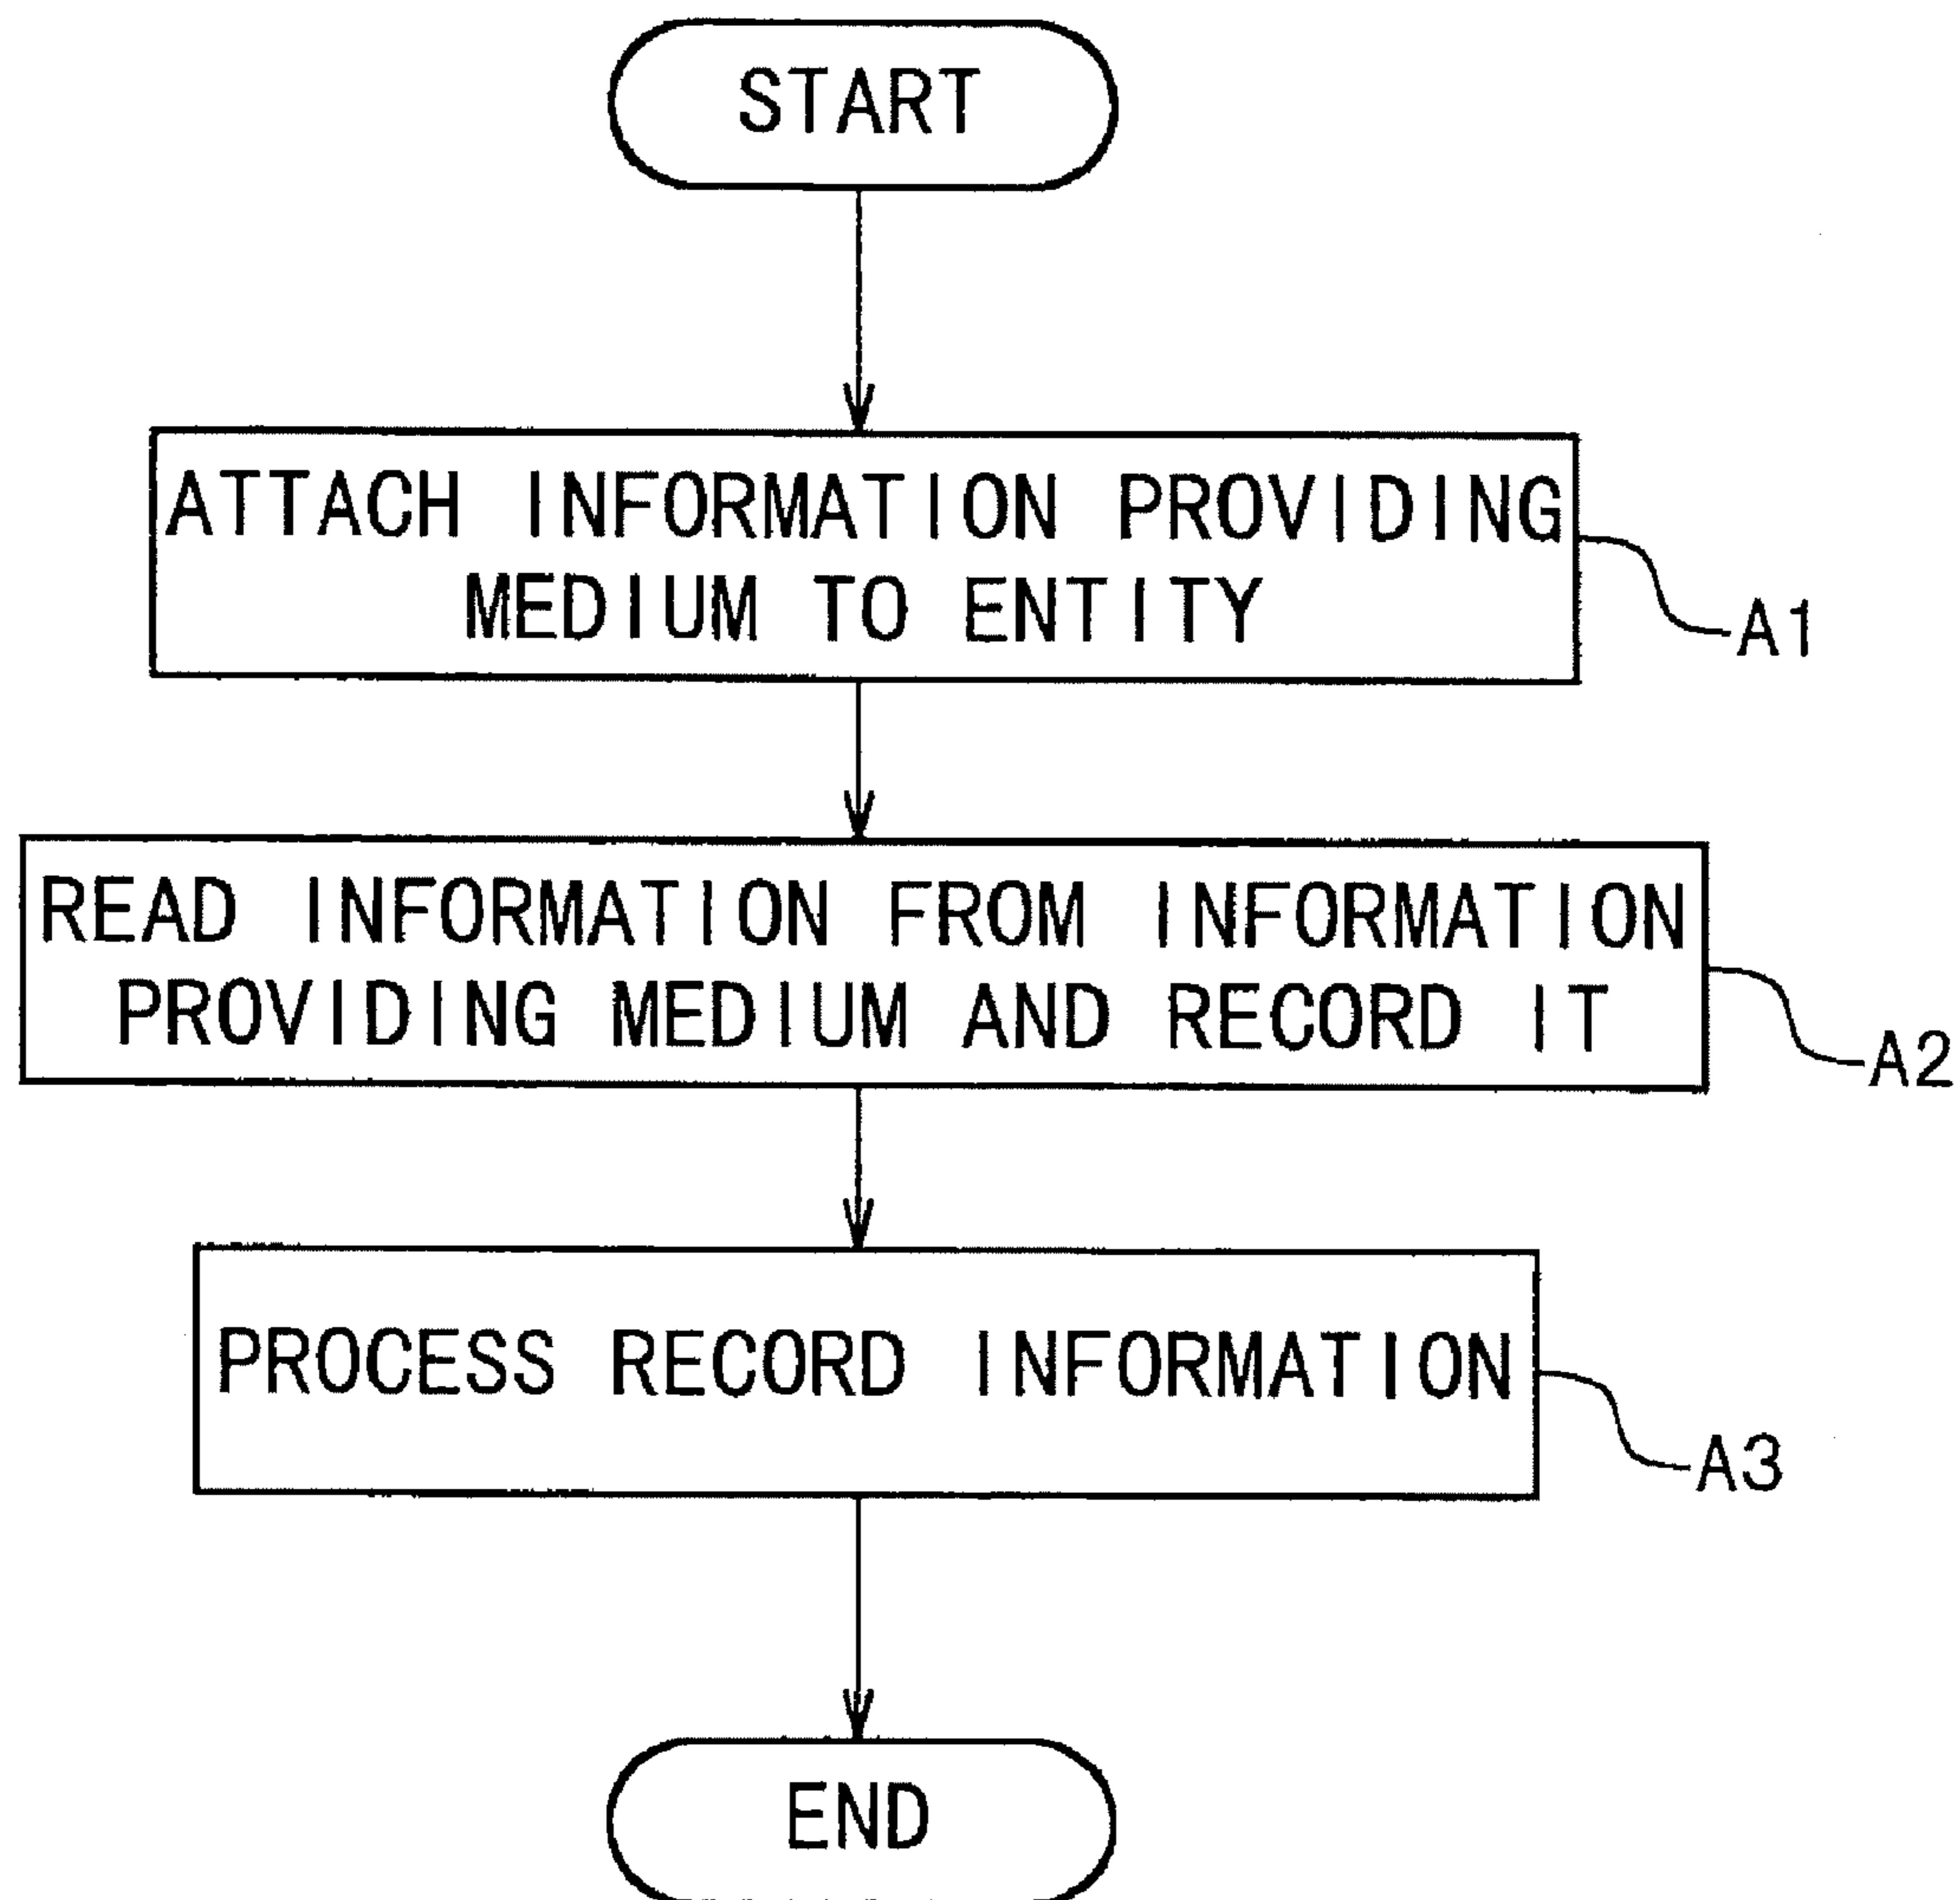 START
ATTACH INFORMATION PROVIDING
MEDIUM TO ENTITY
A1
READ INFORMATION FROM INFORMATION
PROVIDING MEDIUM AND RECORD IT
A2
PROCESS RECORD INFORMATION
A3
END